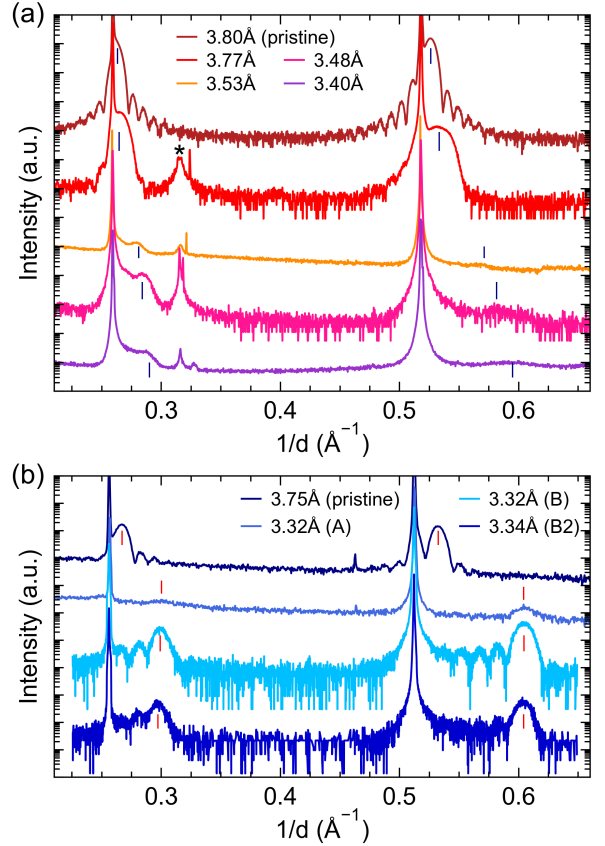 (a)
3.80Å (pristine)
3.77Å
3.48Å
3.53Å
3.40Å
*
Intensity (a.u.)
0.3
0.4
0.5
0.6
1/d (Å⁻¹)
(b)
3.75Å (pristine)
3.32Å (B)
3.32Å (A)
3.34Å (B2)
Intensity (a.u.)
0.3
0.4
0.5
0.6
1/d (Å⁻¹)